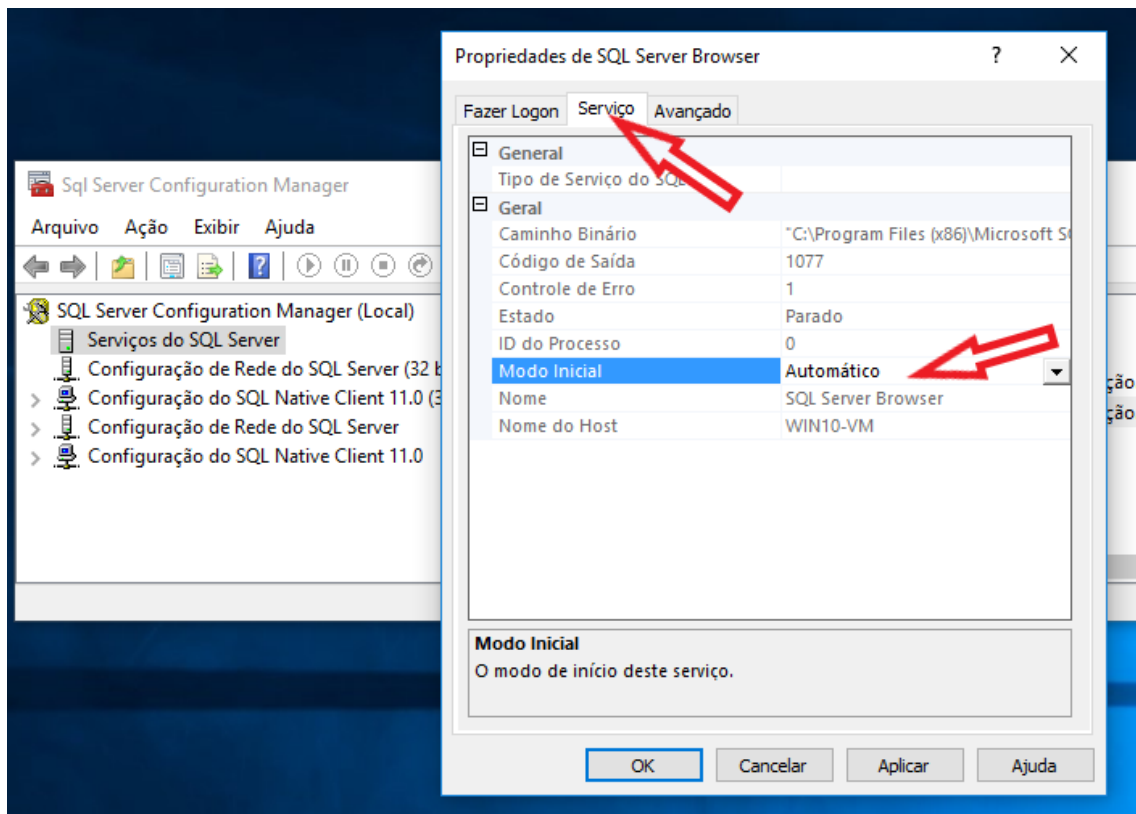 Propriedades de SQL Server Browser
?
Fazer Logon Serviço Avançado
General
Tipo de Serviço do SQL
Geral
Caminho Binário "C:\Program Files (x86)\Microsoft
Código de Saída 1077
Controle de Erro 1
Estado Parado
ID do Processo 0
Modo Inicial Automático
Nome SQL Server Browser
Nome do Host WIN10-VM
Modo Inicial
O modo de início deste serviço.
OK Cancelar Aplicar Ajuda
Sql Server Configuration Manager
Arquivo Ação Exibir Ajuda
SQL Server Configuration Manager (Local)
Serviços do SQL Server
Configuração de Rede do SQL Server (32 b
Configuração do SQL Native Client 11.0 (3
Configuração de Rede do SQL Server
Configuração do SQL Native Client 11.0
ção
ção